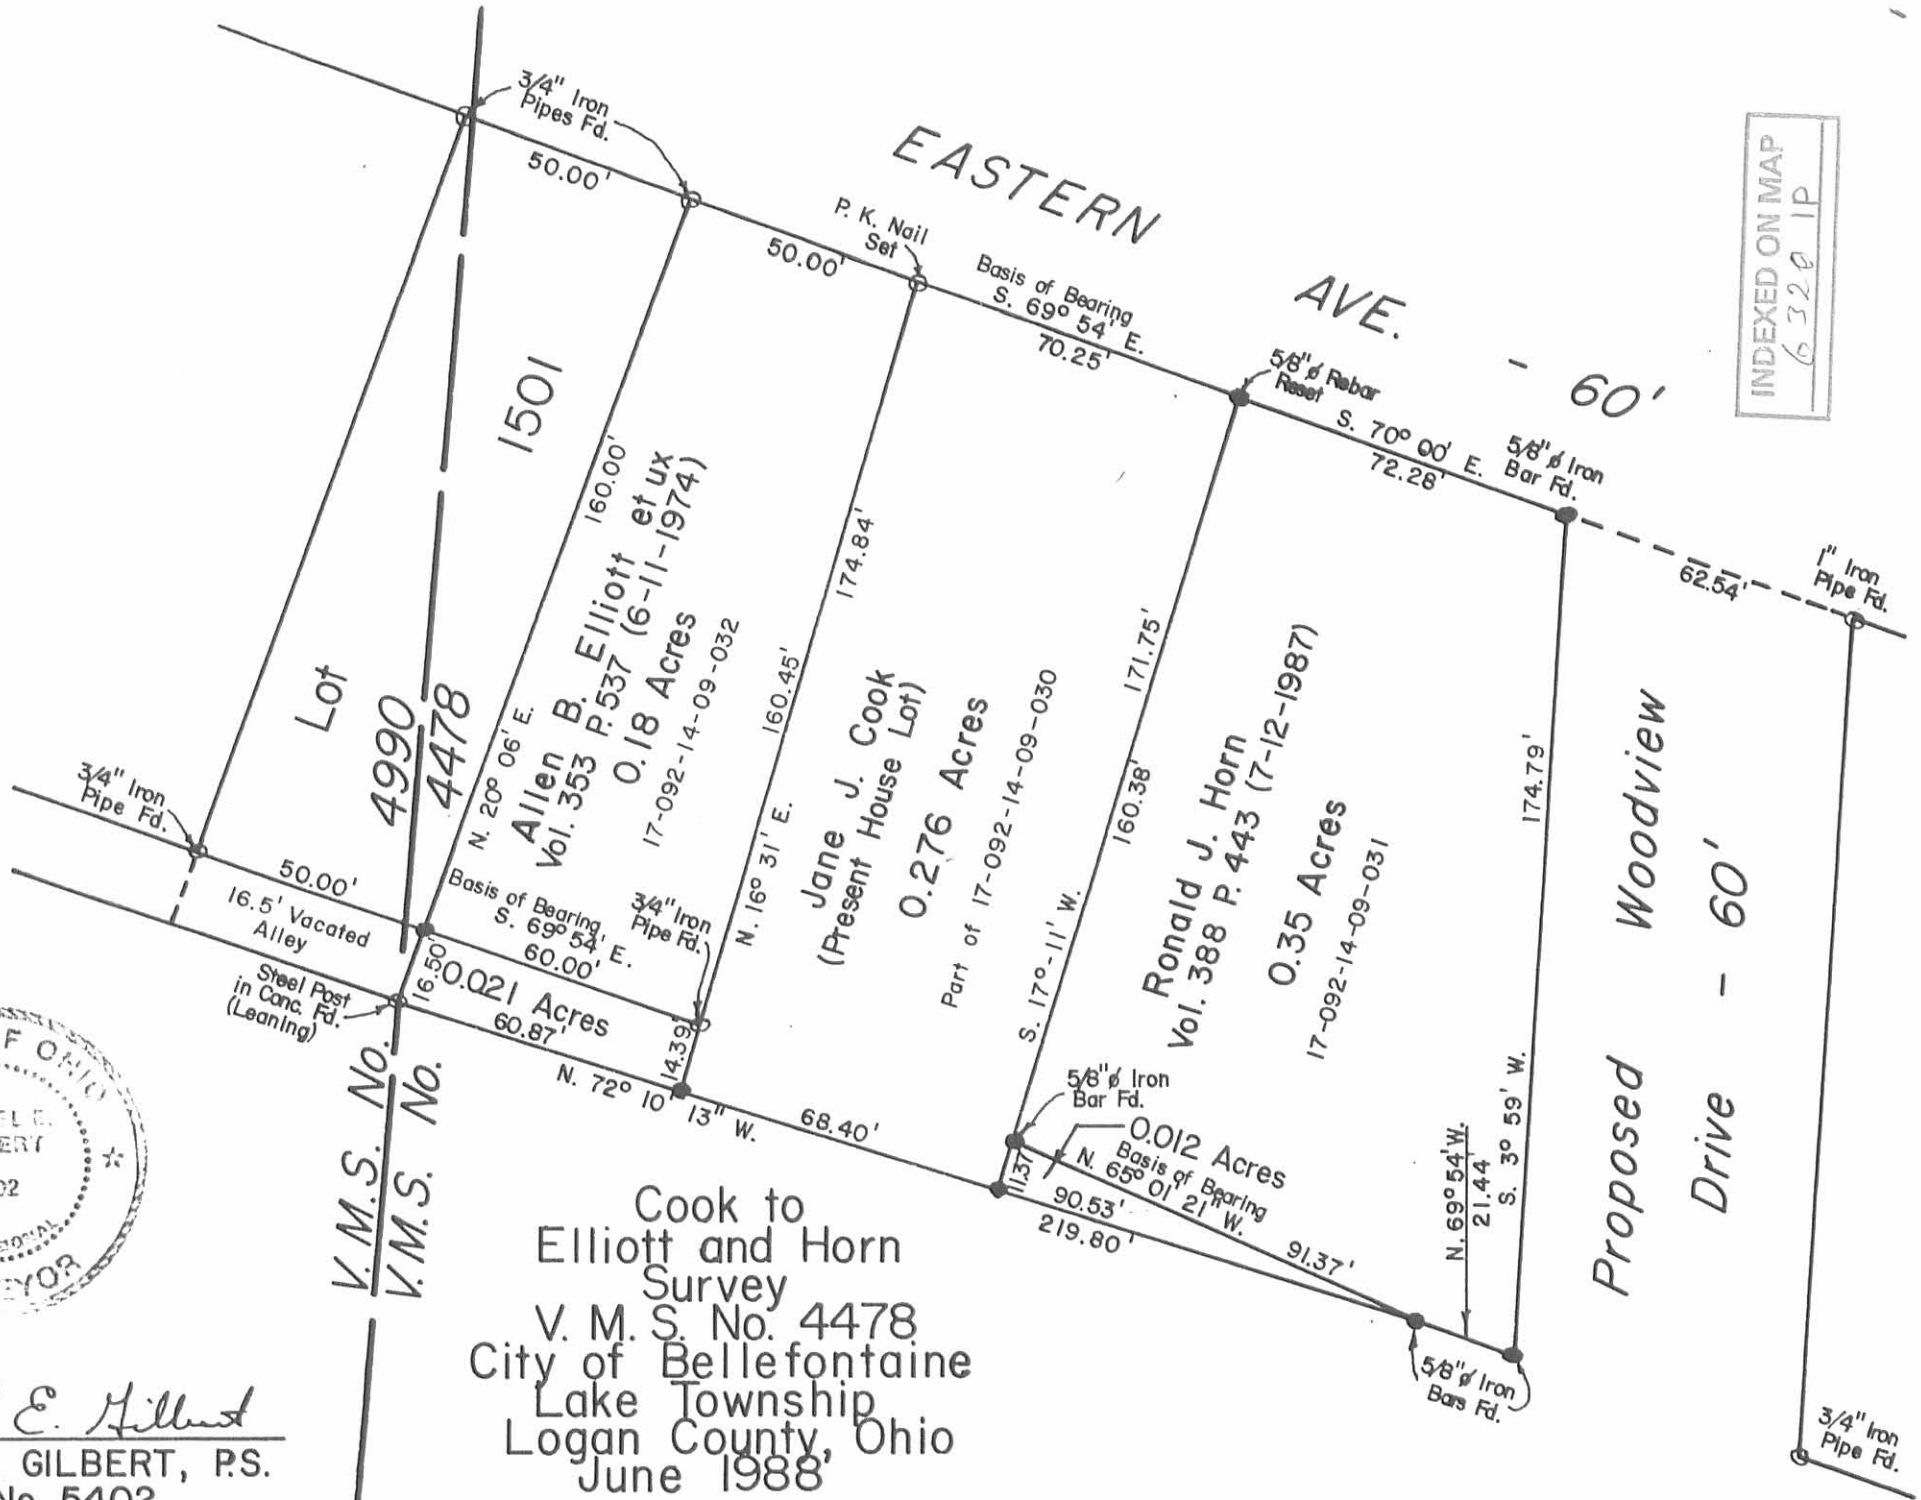 3/4" Iron
Pipes Fd.
50.00'
EASTERN
AVE.
- 60'
INDEXED ON MAP
P. K. Nail
Set
50.00'
Basis of Bearing
S. 69° 54' E.
70.25'
5/8"ø Rebar
Reset
S. 70° 00' E.
72.28'
5/8"ø Iron
Bar Fd.
62.54'
1" Iron
Pipe Fd.
Lot
1501
4990
4478
160.00'
N. 20° 06' E.
Allen B. Elliott et ux
Vol. 353 P. 537 (6-11-1974)
0.18 Acres
17-092-14-09-032
174.84'
160.45'
N. 16° 31' E.
Jane J. Cook
(Present House Lot)
0.276 Acres
Part of 17-092-14-09-030
171.75'
160.38'
S. 17°-11' W.
Ronald J. Horn
Vol. 388 P. 443 (7-12-1987)
0.35 Acres
17-092-14-09-031
174.79'
S. 3° 59' W.
N. 69° 54' W.
21.44'
Proposed Woodview
Drive - 60'
3/4" Iron
Pipe Fd.
50.00'
16.5' Vacated
Alley
Basis of Bearing
S. 69° 54' E.
60.00'
3/4" Iron
Pipe Fd.
16.50'
0.021 Acres
60.87'
14.39'
Steel Post
in Conc. Fd.
(Leaning)
N. 72° 10' 13" W.
68.40'
5/8"ø Iron
Bar Fd.
11.37'
0.012 Acres
Basis of Bearing
N. 65° 01' 21" W.
90.53'
219.80'
91.37'
5/8"ø Iron
Bars Fd.
3/4" Iron
Pipe Fd.
V.M.S. No.
V.M.S. No.
Cook to
Elliott and Horn
Survey
V. M. S. No. 4478
City of Bellefontaine
Lake Township
Logan County, Ohio
June 1988
E. Gilbert
GILBERT, P.S.
No. 5402